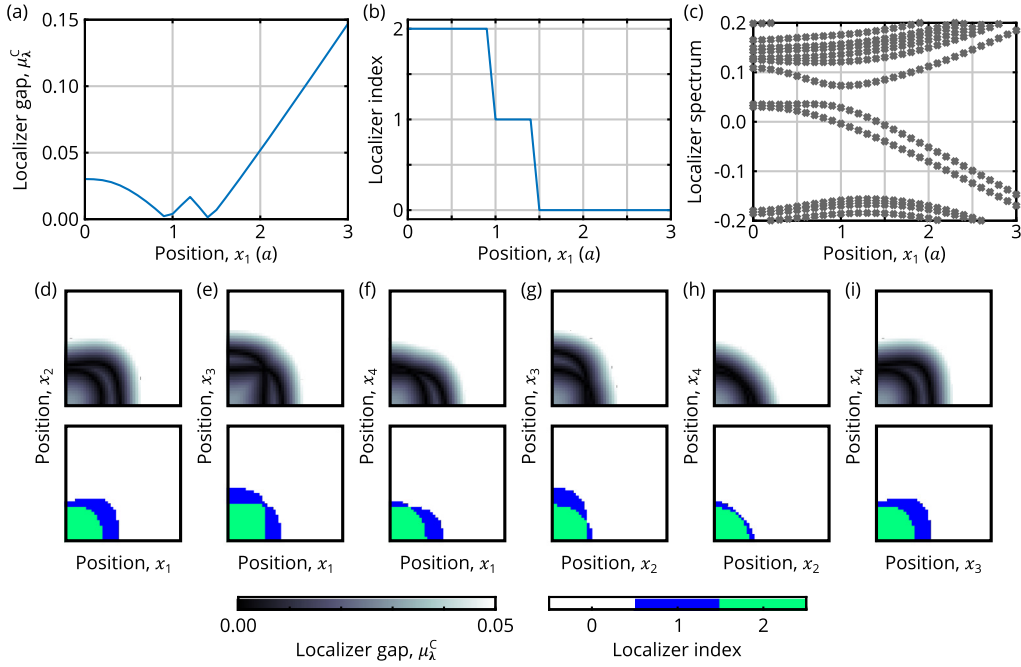 (a)
Localizer gap, μ_λ^C
0.15
0.10
0.05
0.00
0 1 2 3
Position, x₁ (a)
(b)
Localizer index
2
1
0
0 1 2 3
Position, x₁ (a)
(c)
Localizer spectrum
0.2
0.1
0.0
-0.1
-0.2
0 1 2 3
Position, x₁ (a)
(d)
Position, x₂
Position, x₁
(e)
Position, x₃
Position, x₁
(f)
Position, x₄
Position, x₁
(g)
Position, x₃
Position, x₂
(h)
Position, x₄
Position, x₂
(i)
Position, x₄
Position, x₃
0.00 0.05
Localizer gap, μ_λ^C
0 1 2
Localizer index